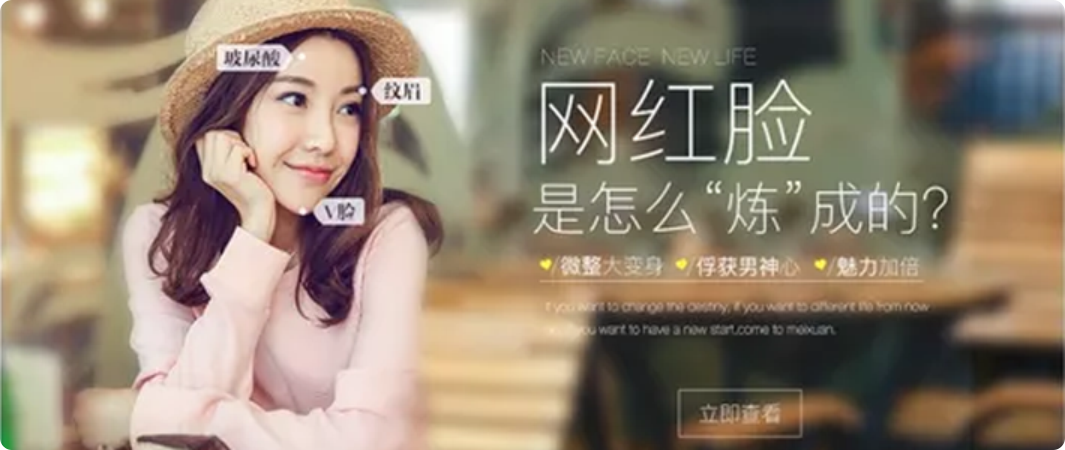 玻尿酸
纹眉
V脸
NEW FACE NEW LIFE
网红脸
是怎么“炼”成的?
/微整大变身 /俘获男神心 /魅力加倍
If you want to change the destiny, if you want to different life from now
you want to have a new start,come to meixuan.
立即查看